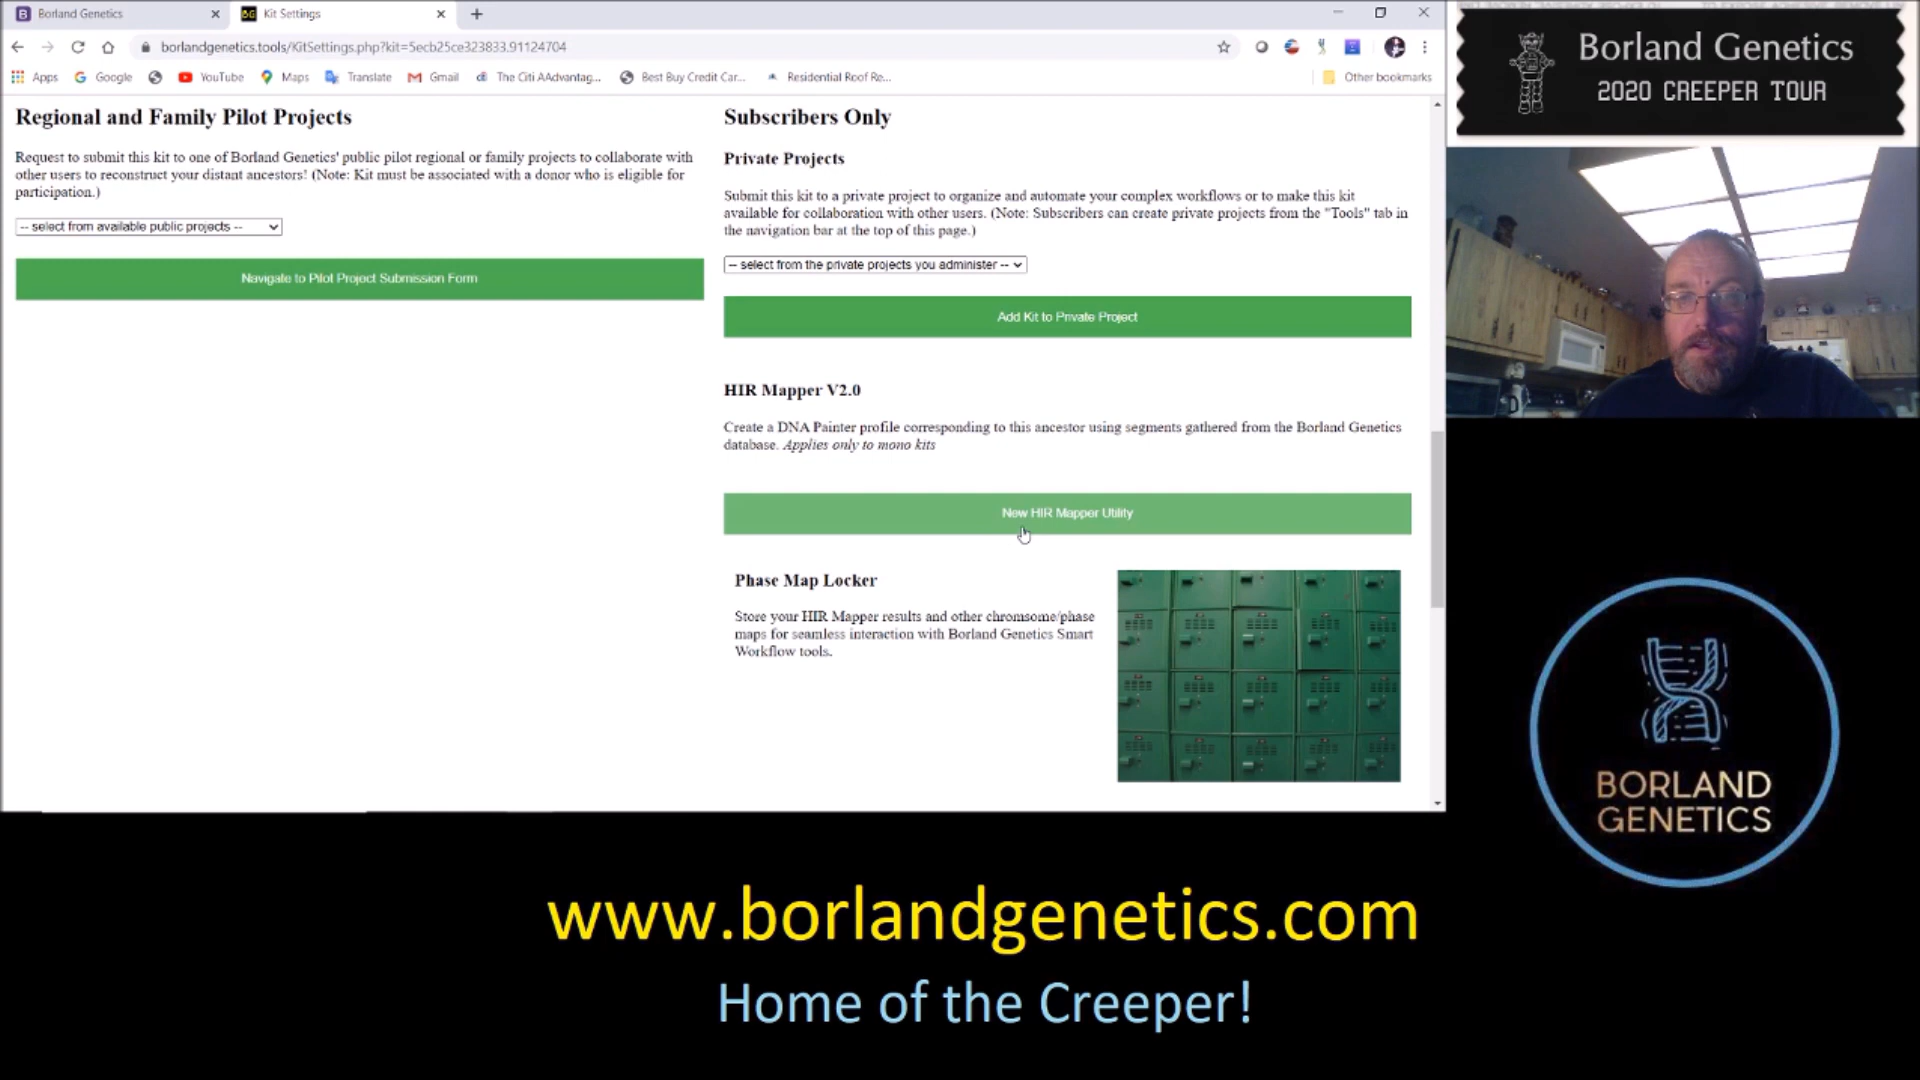 Borland Genetics
Kit Settings
borlandgenetics.tools/KitSettings.php?kit=5ecb25ce323833.91124704
Apps
Google
YouTube
Maps
Translate
Gmail
The Citi AAdvantag...
Best Buy Credit Car...
Residential Roof Re...
Other bookmarks
Regional and Family Pilot Projects
Request to submit this kit to one of Borland Genetics' public pilot regional or family projects to collaborate with
other users to reconstruct your distant ancestors! (Note: Kit must be associated with a donor who is eligible for
participation.)
-- select from available public projects --
Navigate to Pilot Project Submission Form
Subscribers Only
Private Projects
Submit this kit to a private project to organize and automate your complex workflows or to make this kit
available for collaboration with other users. (Note: Subscribers can create private projects from the "Tools" tab in
the navigation bar at the top of this page.)
-- select from the private projects you administer --
Add Kit to Private Project
HIR Mapper V2.0
Create a DNA Painter profile corresponding to this ancestor using segments gathered from the Borland Genetics
database. Applies only to mono kits
New HIR Mapper Utility
Phase Map Locker
Store your HIR Mapper results and other chromsome/phase
maps for seamless interaction with Borland Genetics Smart
Workflow tools.
Borland Genetics
2020 CREEPER TOUR
BORLAND
GENETICS
www.borlandgenetics.com
Home of the Creeper!